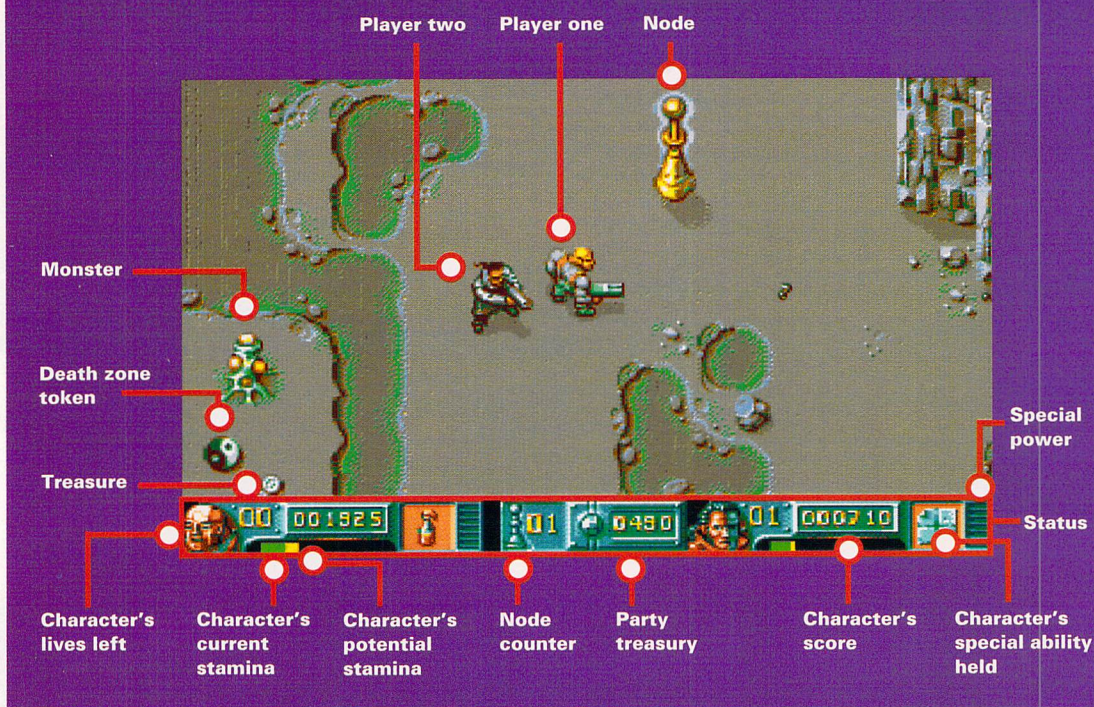 Player two
Player one
Node
Monster
Death zone
token
Treasure
Special
power
Status
00
001925
01
0490
01
000710
Character's
lives left
Character's
current
stamina
Character's
potential
stamina
Node
counter
Party
treasury
Character's
score
Character's
special ability
held